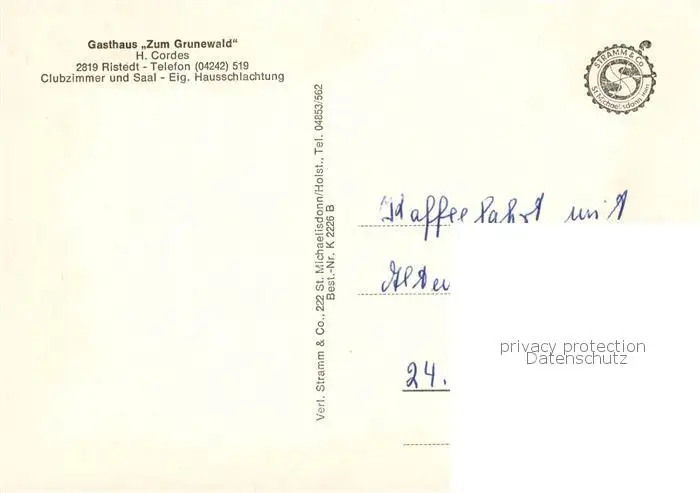 Gasthaus „Zum Grunewald“
H. Cordes
2819 Ristedt - Telefon (04242) 519
Clubzimmer und Saal - Eig. Hausschlachtung
Verl. Stramm & Co., 222 St. Michaelisdonn/Holst., Tel. 04853/562
Best.-Nr. K 2226 B
STRAMM & Co
St Michaelisdonn
Kaffeefahrt mit
24.
privacy protection
Datenschutz